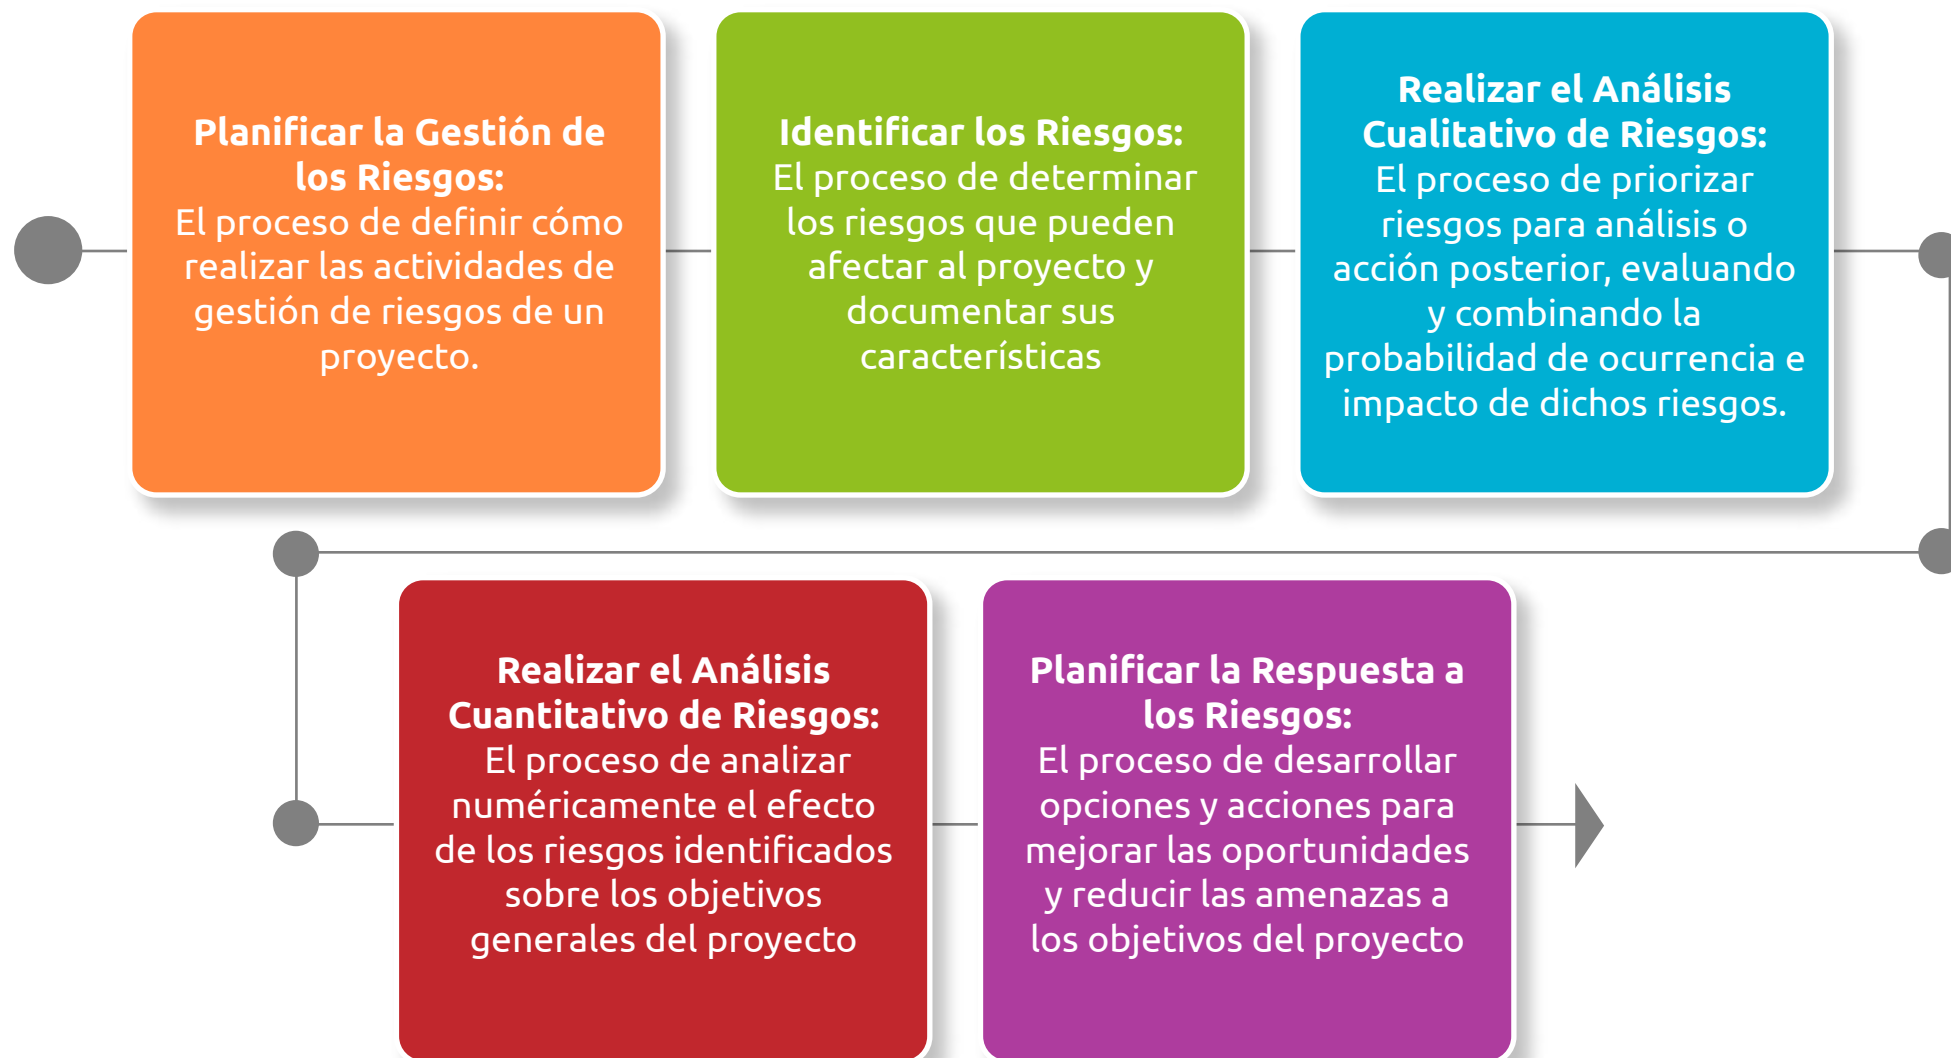 Planificar la Gestión de
los Riesgos:
El proceso de definir cómo
realizar las actividades de
gestión de riesgos de un
proyecto.
Identificar los Riesgos:
El proceso de determinar
los riesgos que pueden
afectar al proyecto y
documentar sus
características
Realizar el Análisis
Cualitativo de Riesgos:
El proceso de priorizar
riesgos para análisis o
acción posterior, evaluando
y combinando la
probabilidad de ocurrencia e
impacto de dichos riesgos.
Realizar el Análisis
Cuantitativo de Riesgos:
El proceso de analizar
numéricamente el efecto
de los riesgos identificados
sobre los objetivos
generales del proyecto
Planificar la Respuesta a
los Riesgos:
El proceso de desarrollar
opciones y acciones para
mejorar las oportunidades
y reducir las amenazas a
los objetivos del proyecto